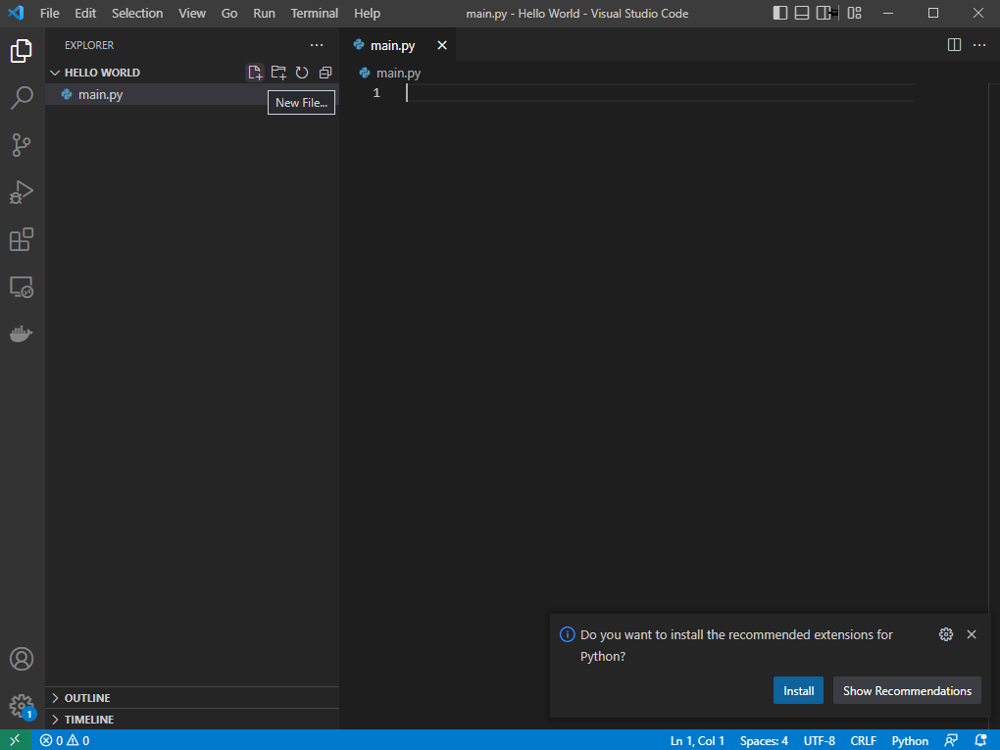 File Edit Selection View Go Run Terminal Help main.py - Hello World - Visual Studio Code
EXPLORER
HELLO WORLD
main.py
New File...
main.py
main.py
1
Do you want to install the recommended extensions for
Python?
Install Show Recommendations
OUTLINE
TIMELINE
1
0 0 Ln 1, Col 1 Spaces: 4 UTF-8 CRLF Python